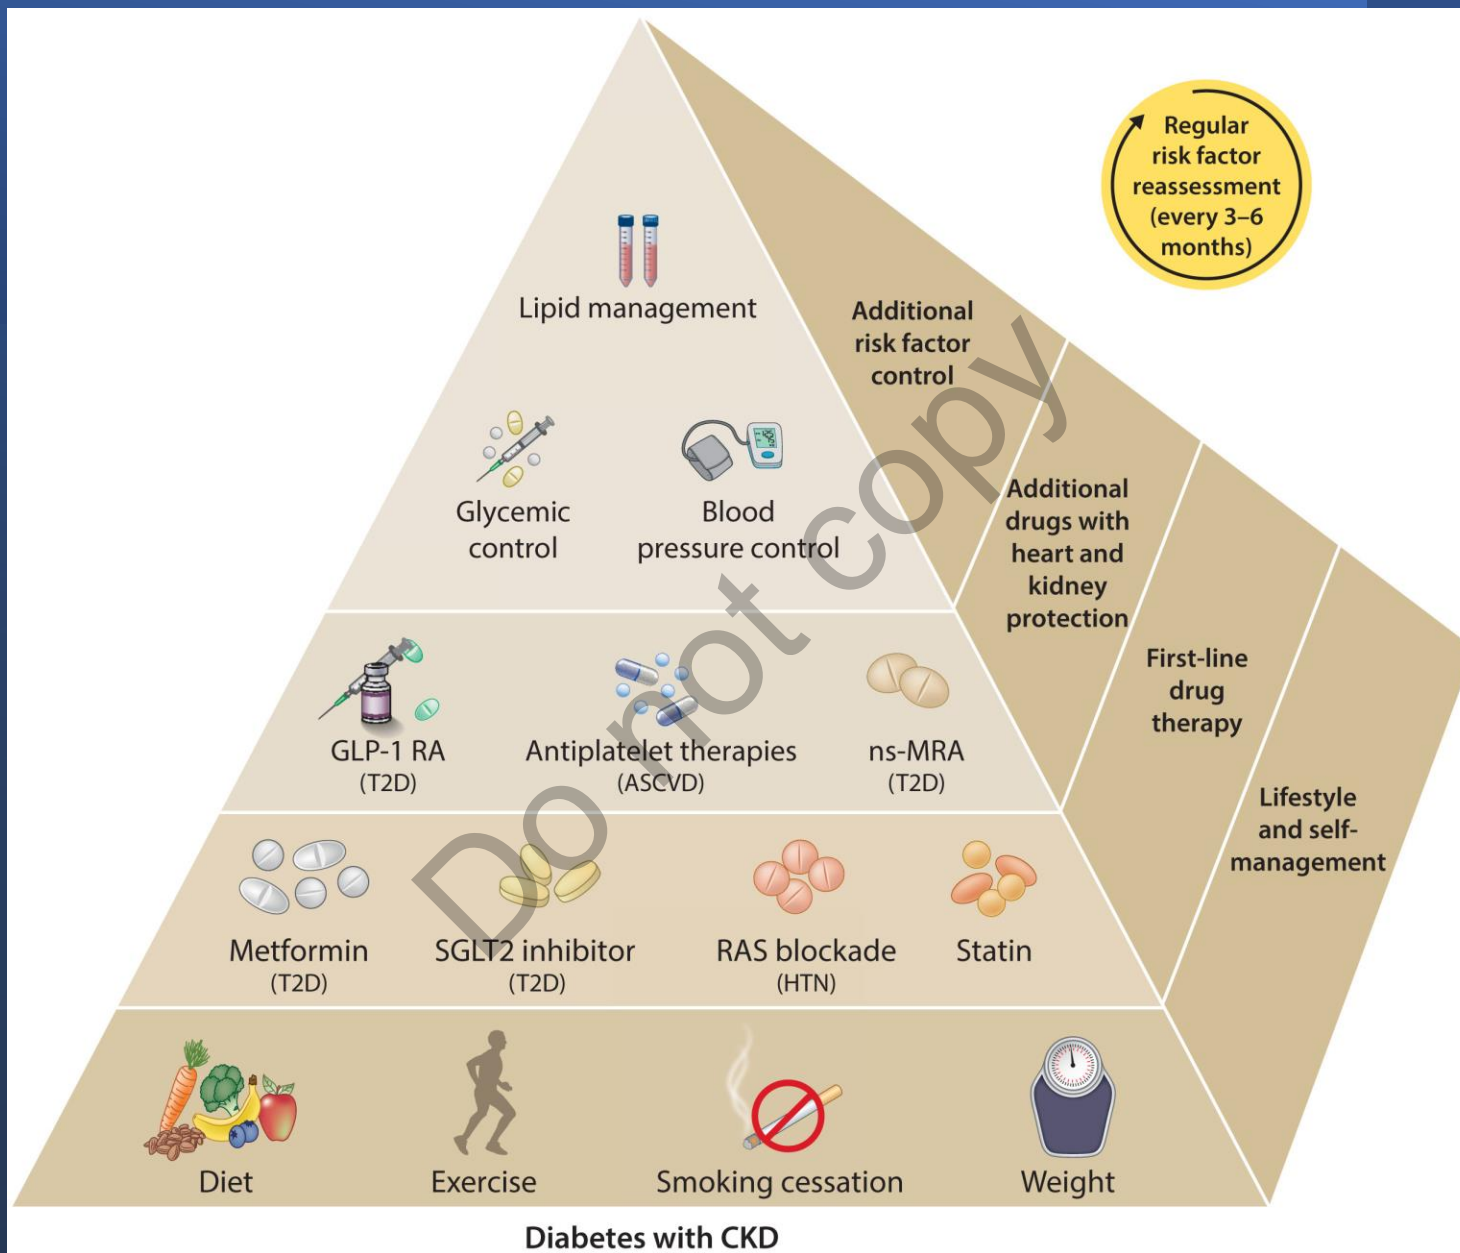 Regular
risk factor
reassessment
(every 3–6
months)
Lipid management
Additional
risk factor
control
Glycemic
control
Blood
pressure control
Additional
drugs with
heart and
kidney
protection
GLP-1 RA
(T2D)
Antiplatelet therapies
(ASCVD)
ns-MRA
(T2D)
First-line
drug
therapy
Metformin
(T2D)
SGLT2 inhibitor
(T2D)
RAS blockade
(HTN)
Statin
Lifestyle
and self-
management
Diet
Exercise
Smoking cessation
Weight
Diabetes with CKD
Do not copy